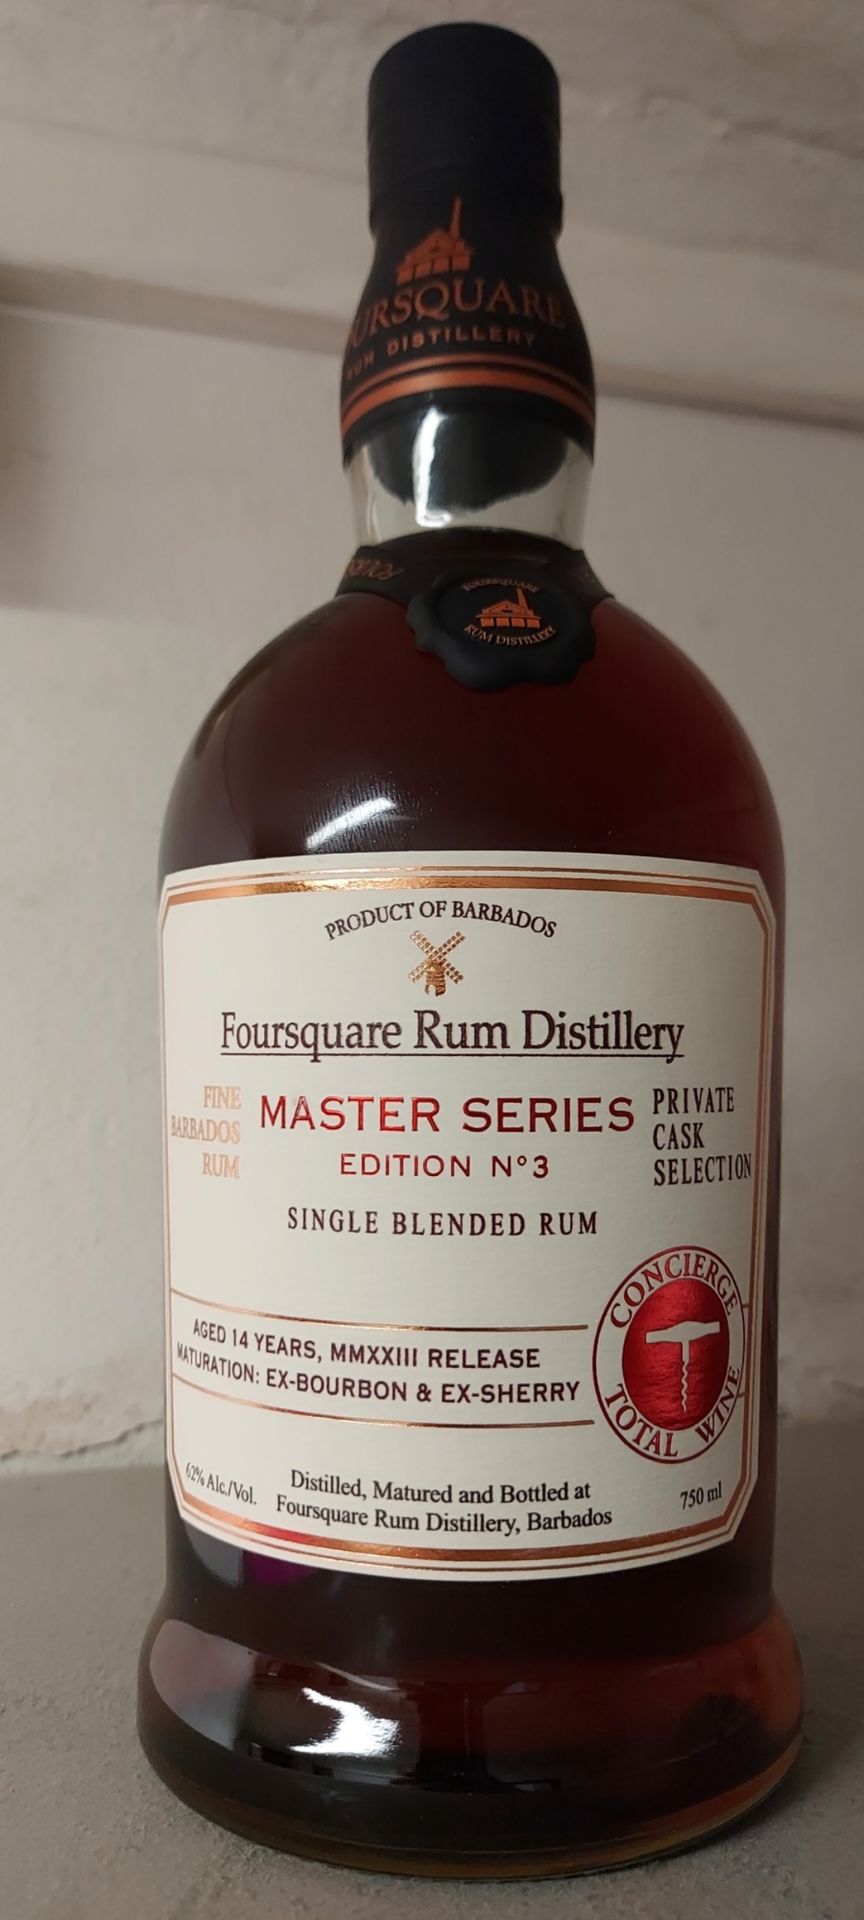 FOURSQUARE
RUM DISTILLERY
FOURSQUARE
RUM DISTILLERY
PRODUCT OF BARBADOS
Foursquare Rum Distillery
FINE
BARBADOS
RUM
MASTER SERIES
EDITION N°3
PRIVATE
CASK
SELECTION
SINGLE BLENDED RUM
CONCIERGE
TOTAL WINE
AGED 14 YEARS, MMXXIII RELEASE
MATURATION: EX-BOURBON & EX-SHERRY
62% Alc./Vol.
Distilled, Matured and Bottled at
Foursquare Rum Distillery, Barbados
750 ml